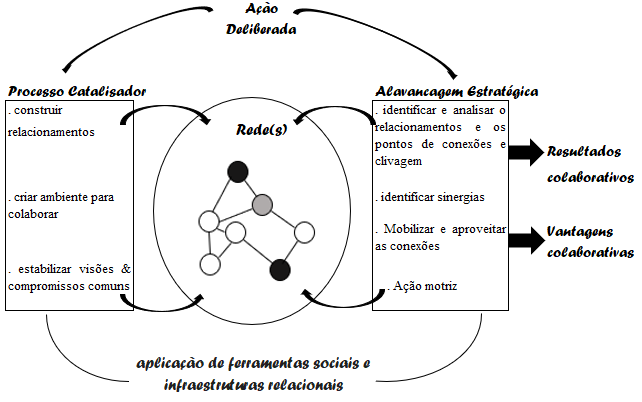 Ação
Deliberada
Processo Catalisador
. construir
relacionamentos
. criar ambiente para
colaborar
. estabilizar visões &
compromissos comuns
Rede(s)
Alavancagem Estratégica
. identificar e analisar o
relacionamentos e os
pontos de conexões e
clivagem
. identificar sinergias
. Mobilizar e aproveitar
as conexões
. Ação motriz
Resultados
colaborativos
Vantagens
colaborativas
aplicação de ferramentas sociais e
infraestruturas relacionais